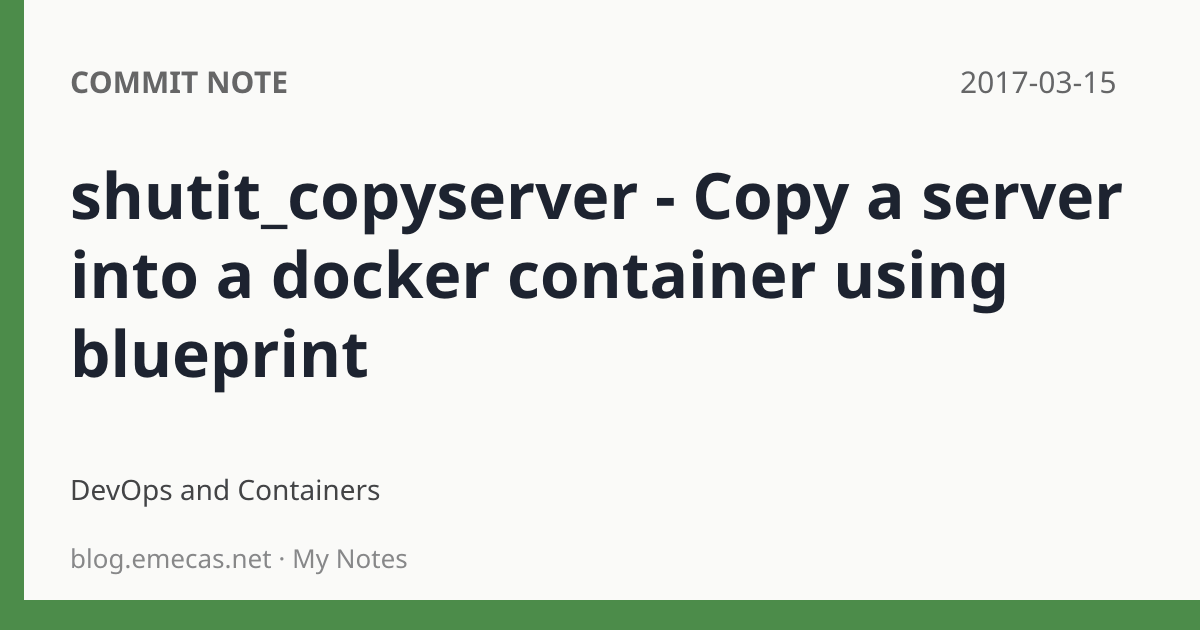 COMMIT NOTE
2017-03-15
shutit_copyserver - Copy a server
into a docker container using
blueprint
DevOps and Containers
blog.emecas.net · My Notes